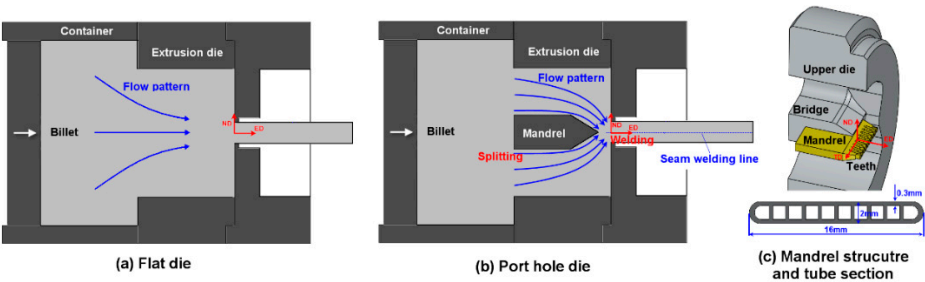 Container
Extrusion die
Flow pattern
ND
ED
Billet
(a) Flat die
Container
Extrusion die
Flow pattern
ND
ED
Billet
Mandrel
Welding
Splitting
Seam welding line
(b) Port hole die
Upper die
Bridge
ND
Mandrel
ED
Teeth
0.3mm
2mm
16mm
(c) Mandrel strucutre
and tube section